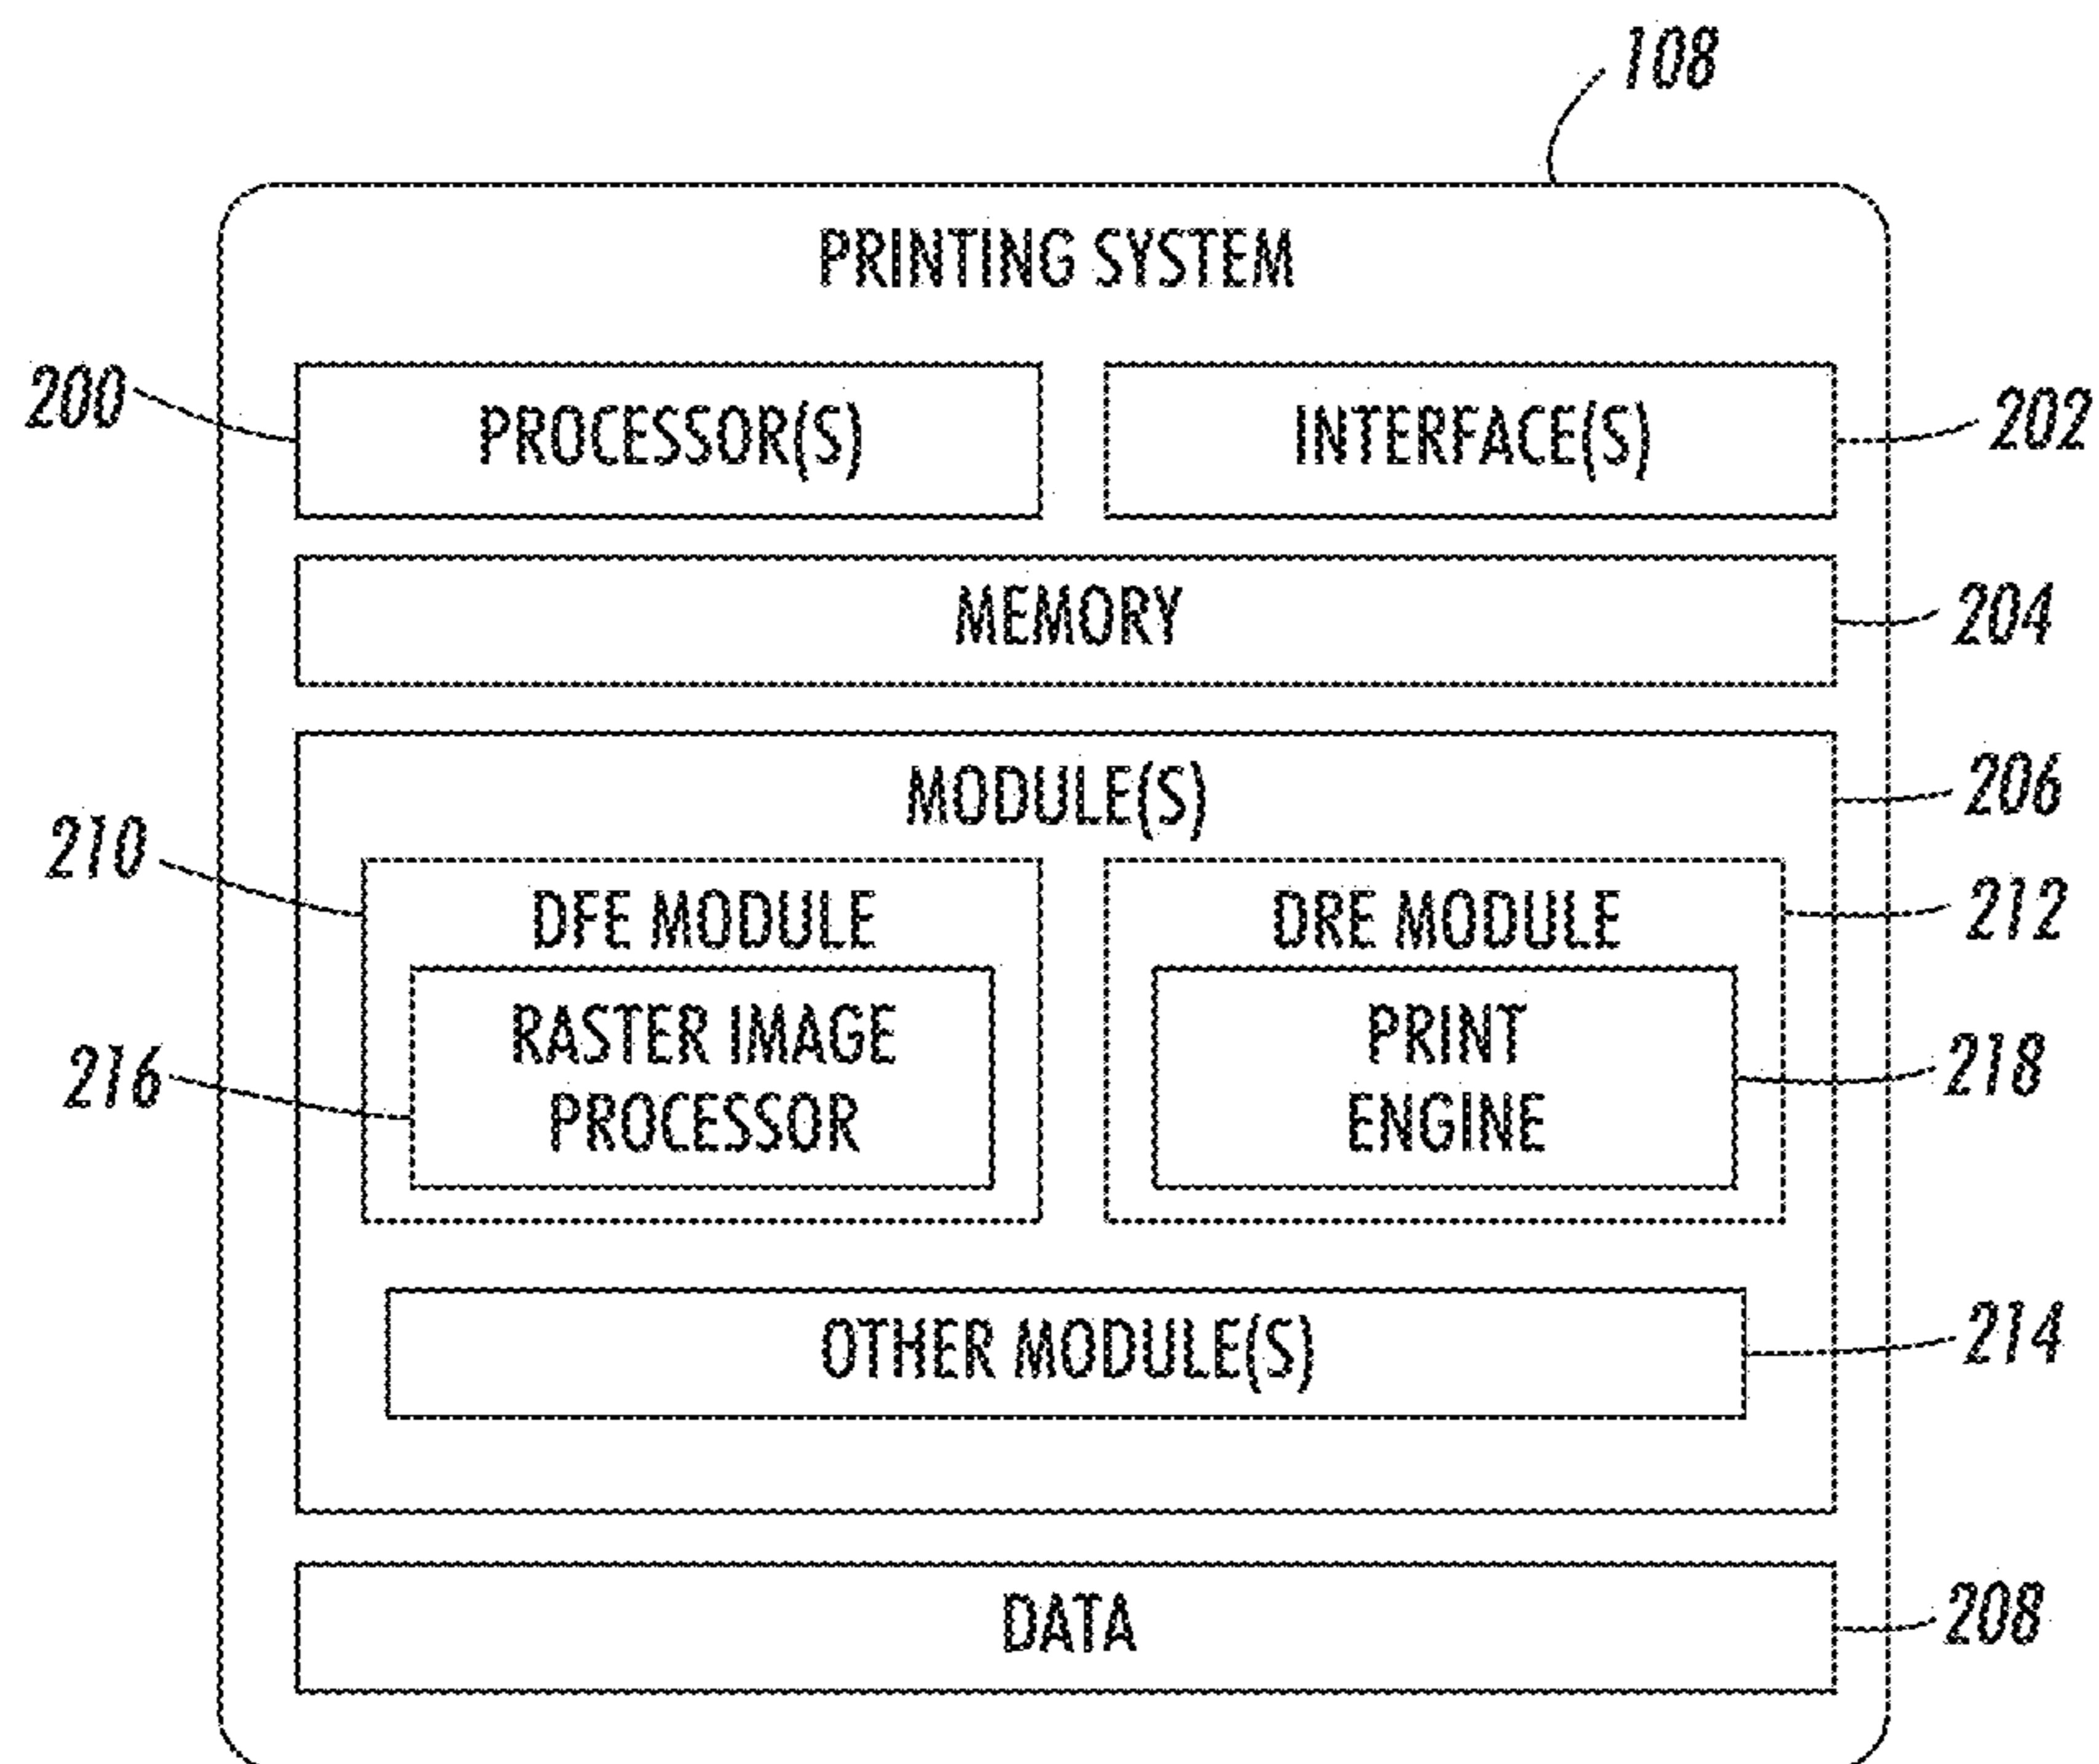 108
PRINTING SYSTEM
200
PROCESSOR(S)
INTERFACE(S)
202
MEMORY
204
MODULE(S)
206
210
DFE MODULE
DRE MODULE
212
RASTER IMAGE
PROCESSOR
216
PRINT
ENGINE
218
OTHER MODULE(S)
214
DATA
208